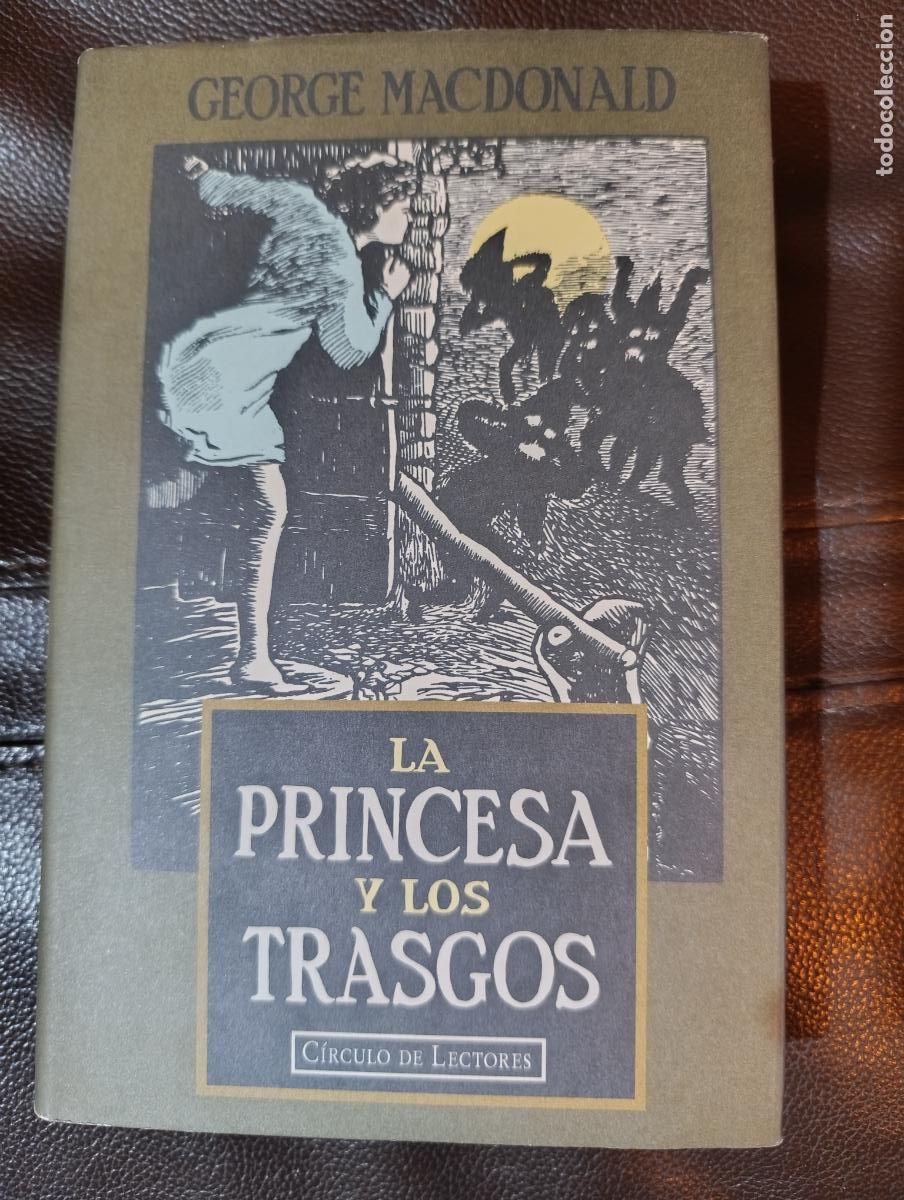 GEORGE MACDONALD
LA
PRINCESA
Y LOS
TRASGOS
CÍRCULO DE LECTORES
todocoleccion